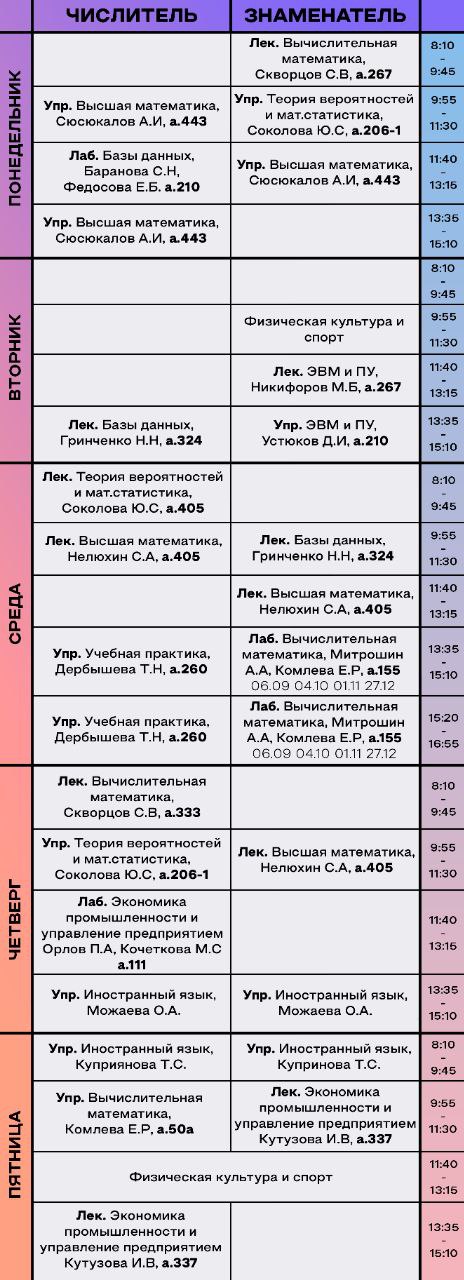 ЧИСЛИТЕЛЬ
ЗНАМЕНАТЕЛЬ
ПОНЕДЕЛЬНИК
Лек. Вычислительная
математика,
Скворцов С.В, а.267
8:10
-
9:45
Упр. Высшая математика,
Сюсюкалов А.И, а.443
Упр. Теория вероятностей
и мат.статистика,
Соколова Ю.С, а.206-1
9:55
-
11:30
Лаб. Базы данных,
Баранова С.Н,
Федосова Е.Б. а.210
Упр. Высшая математика,
Сюсюкалов А.И, а.443
11:40
-
13:15
Упр. Высшая математика,
Сюсюкалов А.И, а.443
13:35
-
15:10
ВТОРНИК
8:10
-
9:45
Физическая культура и
спорт
9:55
-
11:30
Лек. ЭВМ и ПУ,
Никифоров М.Б, а.267
11:40
-
13:15
Лек. Базы данных,
Гринченко Н.Н, а.324
Упр. ЭВМ и ПУ,
Устюков Д.И, а.210
13:35
-
15:10
СРЕДА
Лек. Теория вероятностей
и мат.статистика,
Соколова Ю.С, а.405
8:10
-
9:45
Лек. Высшая математика,
Нелюхин С.А, а.405
Лек. Базы данных,
Гринченко Н.Н, а.324
9:55
-
11:30
Лек. Высшая математика,
Нелюхин С.А, а.405
11:40
-
13:15
Упр. Учебная практика,
Дербышева Т.Н, а.260
Лаб. Вычислительная
математика, Митрошин
А.А, Комлева Е.Р, а.155
06.09 04.10 01.11 27.12
13:35
-
15:10
Упр. Учебная практика,
Дербышева Т.Н, а.260
Лаб. Вычислительная
математика, Митрошин
А.А, Комлева Е.Р, а.155
06.09 04.10 01.11 27.12
15:20
-
16:55
ЧЕТВЕРГ
Лек. Вычислительная
математика,
Скворцов С.В, а.333
8:10
-
9:45
Упр. Теория вероятностей
и мат.статистика,
Соколова Ю.С, а.206-1
Лек. Высшая математика,
Нелюхин С.А, а.405
9:55
-
11:30
Лаб. Экономика
промышленности и
управление предприятием
Орлов П.А, Кочеткова М.С
а.111
11:40
-
13:15
Упр. Иностранный язык,
Можаева О.А.
Упр. Иностранный язык,
Можаева О.А.
13:35
-
15:10
ПЯТНИЦА
Упр. Иностранный язык,
Куприянова Т.С.
Упр. Иностранный язык,
Купринова Т.С.
8:10
-
9:45
Упр. Вычислительная
математика,
Комлева Е.Р, а.50а
Лек. Экономика
промышленности и
управление предприятием
Кутузова И.В, а.337
9:55
-
11:30
Физическая культура и спорт
11:40
-
13:15
Лек. Экономика
промышленности и
управление предприятием
Кутузова И.В, а.337
13:35
-
15:10